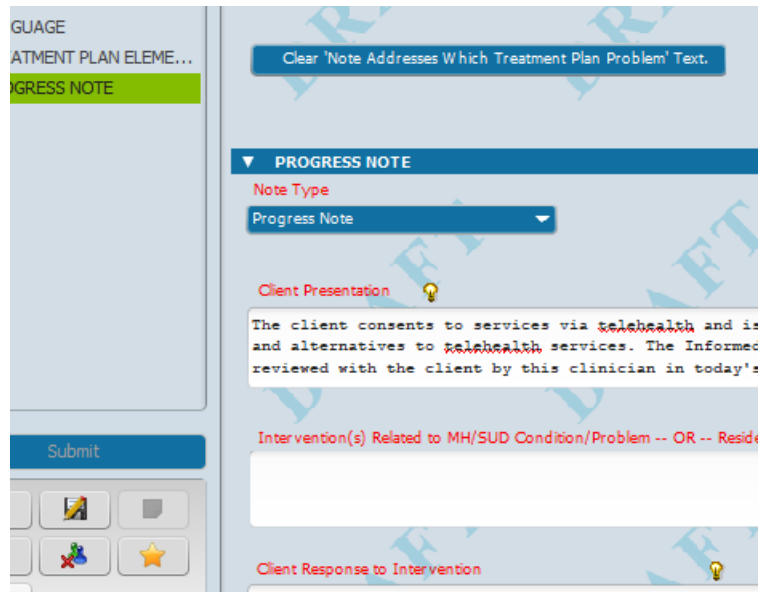 GUAGE
ATMENT PLAN ELEME...
OGRESS NOTE
Clear 'Note Addresses Which Treatment Plan Problem' Text.
PROGRESS NOTE
Note Type
Progress Note
Client Presentation
The client consents to services via telehealth and is
and alternatives to telehealth services. The Informed
reviewed with the client by this clinician in today's
Submit
Intervention(s) Related to MH/SUD Condition/Problem -- OR -- Reside
Client Response to Intervention
DRAFT